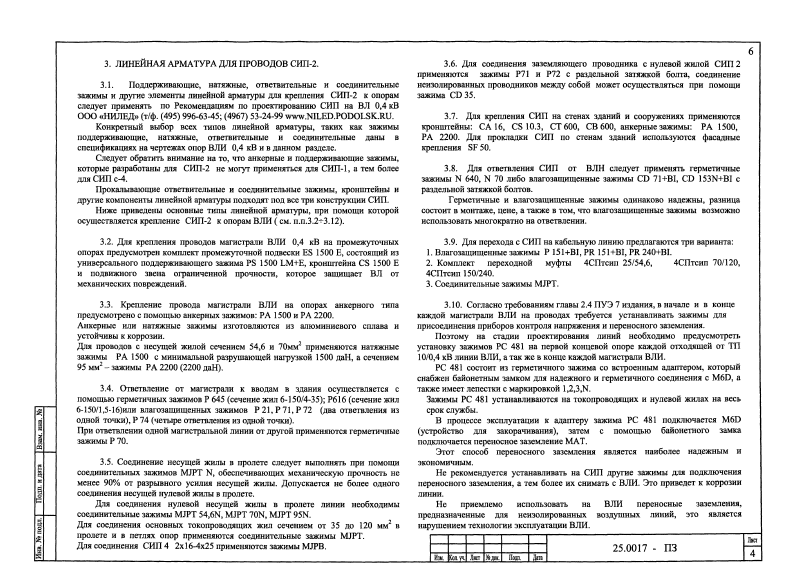 6
3. ЛИНЕЙНАЯ АРМАТУРА ДЛЯ ПРОВОДОВ СИП-2.
3.1. Поддерживающие, натяжные, ответвительные и соединительные
зажимы и другие элементы линейной арматуры для крепления СИП-2 к опорам
следует применять по Рекомендациям по проектированию СИП на ВЛ 0,4 кВ
ООО «НИЛЕД» (т/ф. (495) 996-63-45; (4967) 53-24-99 www.NILED.PODOLSK.RU.
Конкретный выбор всех типов линейной арматуры, таких как зажимы
поддерживающие, натяжные, ответвительные и соединительные даны в
спецификациях на чертежах опор ВЛИ 0,4 кВ и в данном разделе.
Следует обратить внимание на то, что анкерные и поддерживающие зажимы,
которые разработаны для СИП-2 не могут применяться для СИП-1, а тем более
для СИП с-4.
Прокалывающие ответвительные и соединительные зажимы, кронштейны и
другие компоненты линейной арматуры подходят под все три конструкции СИП.
Ниже приведены основные типы линейной арматуры, при помощи которой
осуществляется крепление СИП-2 к опорам ВЛИ ( см. п.п.3.2÷3.12).
3.2. Для крепления проводов магистрали ВЛИ 0,4 кВ на промежуточных
опорах предусмотрен комплект промежуточной подвески ES 1500 E, состоящий из
универсального поддерживающего зажима PS 1500 LM+E, кронштейна CS 1500 E
и подвижного звена ограниченной прочности, которое защищает ВЛ от
механических повреждений.
3.3. Крепление провода магистрали ВЛИ на опорах анкерного типа
предусмотрено с помощью анкерных зажимов: PA 1500 и PA 2200.
Анкерные или натяжные зажимы изготовляются из алюминиевого сплава и
устойчивы к коррозии.
Для проводов с несущей жилой сечением 54,6 и 70мм² применяются натяжные
зажимы PA 1500 с минимальной разрушающей нагрузкой 1500 даН, а сечением
95 мм² – зажимы PA 2200 (2200 даН).
3.4. Ответвление от магистрали к вводам в здания осуществляется с
помощью герметичных зажимов P 645 (сечение жил 6-150/4-35); P616 (сечение жил
6-150/1,5-16)или влагозащищенных зажимов P 21, P 71, P 72 (два ответвления из
одной точки), P 74 (четыре ответвления из одной точки).
При ответвлении одной магистральной линии от другой применяются герметичные
зажимы P 70.
3.5. Соединение несущей жилы в пролете следует выполнять при помощи
соединительных зажимов MJPT N, обеспечивающих механическую прочность не
менее 90% от разрывного усилия несущей жилы. Допускается не более одного
соединения несущей нулевой жилы в пролете.
Для соединения нулевой несущей жилы в пролете линии необходимы
соединительные зажимы MJPT 54,6N, MJPT 70N, MJPT 95N.
Для соединения основных токопроводящих жил сечением от 35 до 120 мм² в
пролете и в петлях опор применяются соединительные зажимы MJPT.
Для соединения СИП 4 2х16-4х25 применяются зажимы MJPB.
3.6. Для соединения заземляющего проводника с нулевой жилой СИП 2
применяются зажимы P71 и P72 с раздельной затяжкой болта, соединение
неизолированных проводников между собой может осуществляться при помощи
зажима CD 35.
3.7. Для крепления СИП на стенах зданий и сооружениях применяются
кронштейны: CA 16, CS 10.3, CT 600, CB 600, анкерные зажимы: PA 1500,
PA 2200. Для прокладки СИП по стенам зданий используются фасадные
крепления SF 50.
3.8. Для ответвления СИП от ВЛН следует применять герметичные
зажимы N 640, N 70 либо влагозащищенные зажимы CD 71+BI, CD 153N+BI с
раздельной затяжкой болтов.
Герметичные и влагозащищенные зажимы одинаково надежны, разница
состоит в монтаже, цене, а также в том, что влагозащищенные зажимы возможно
использовать многократно на ответвлении.
3.9. Для перехода с СИП на кабельную линию предлагаются три варианта:
1. Влагозащищенные зажимы P 151+BI, PR 151+BI, PR 240+BI.
2. Комплект переходной муфты 4СПтсип 25/54,6, 4СПтсип 70/120,
4СПтсип 150/240.
3. Соединительные зажимы MJPT.
3.10. Согласно требованиям главы 2.4 ПУЭ 7 издания, в начале и в конце
каждой магистрали ВЛИ на проводах требуется устанавливать зажимы для
присоединения приборов контроля напряжения и переносного заземления.
Поэтому на стадии проектирования линий необходимо предусмотреть
установку зажимов PC 481 на первой концевой опоре каждой отходящей от ТП
10/0,4 кВ линии ВЛИ, а так же в конце каждой магистрали ВЛИ.
PC 481 состоит из герметичного зажима со встроенным адаптером, который
снабжен байонетным замком для надежного и герметичного соединения с M6D, а
также имеет лепестки с маркировкой 1,2,3,N.
Зажимы PC 481 устанавливаются на токопроводящих и нулевой жилах на весь
срок службы.
В процессе эксплуатации к адаптеру зажима PC 481 подключается M6D
(устройство для закорачивания), затем с помощью байонетного замка
подключается переносное заземление MAT.
Этот способ переносного заземления является наиболее надежным и
экономичным.
Не рекомендуется устанавливать на СИП другие зажимы для подключения
переносного заземления, а тем более их снимать с ВЛИ. Это приведет к коррозии
линии.
Не приемлемо использовать на ВЛИ переносные заземления,
предназначенные для неизолированных воздушных линий, это является
нарушением технологии эксплуатации ВЛИ.
Взам. инв. №
Подп. и дата
Инв. № подл.
Изм. Кол. уч. Лист № док. Подп. Дата
25.0017 - ПЗ
Лист
4